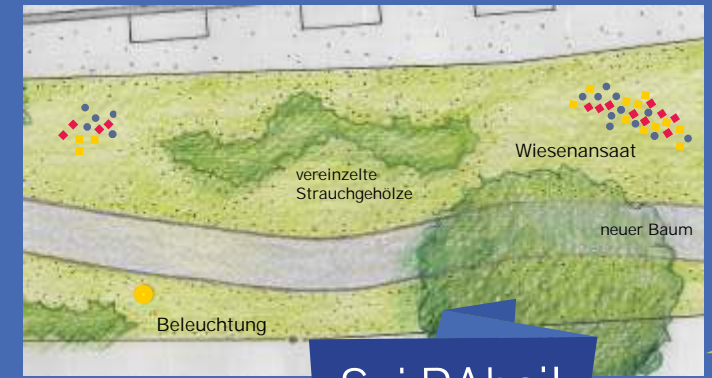 Wiesenansaat
vereinzelte
Strauchgehölze
neuer Baum
Beleuchtung